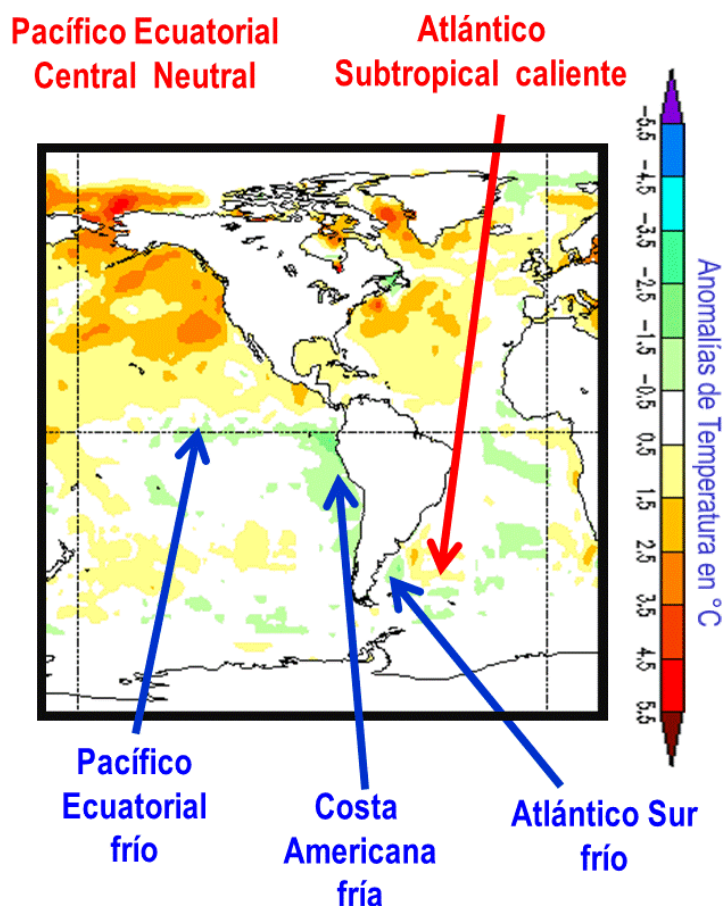 Pacífico Ecuatorial
Central Neutral
Atlántico
Subtropical caliente
-5.5
-4.5
-3.5
-2.5
-1.5
-0.5
0.5
1.5
2.5
3.5
4.5
5.5
Anomalías de Temperatura en °C
Pacífico
Ecuatorial
frío
Costa
Americana
fría
Atlántico Sur
frío